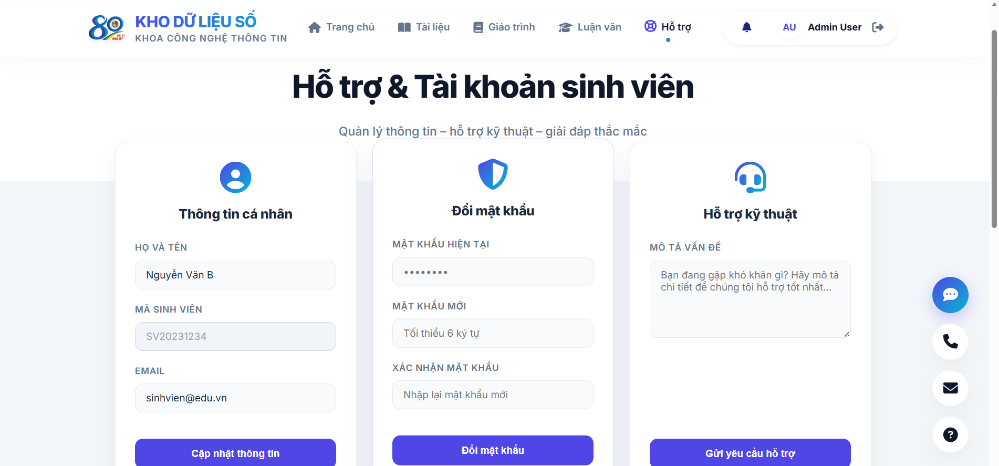 80
KHO DỮ LIỆU SỐ
KHOA CÔNG NGHỆ THÔNG TIN
Trang chủ
Tài liệu
Giáo trình
Luận văn
Hỗ trợ
AU
Admin User
Hỗ trợ & Tài khoản sinh viên
Quản lý thông tin – hỗ trợ kỹ thuật – giải đáp thắc mắc
Thông tin cá nhân
HỌ VÀ TÊN
Nguyễn Văn B
MÃ SINH VIÊN
SV20231234
EMAIL
sinhvien@edu.vn
Cập nhật thông tin
Đổi mật khẩu
MẬT KHẨU HIỆN TẠI
••••••••
MẬT KHẨU MỚI
Tối thiểu 6 ký tự
XÁC NHẬN MẬT KHẨU
Nhập lại mật khẩu mới
Đổi mật khẩu
Hỗ trợ kỹ thuật
MÔ TẢ VẤN ĐỀ
Bạn đang gặp khó khăn gì? Hãy mô tả
chi tiết để chúng tôi hỗ trợ tốt nhất...
Gửi yêu cầu hỗ trợ